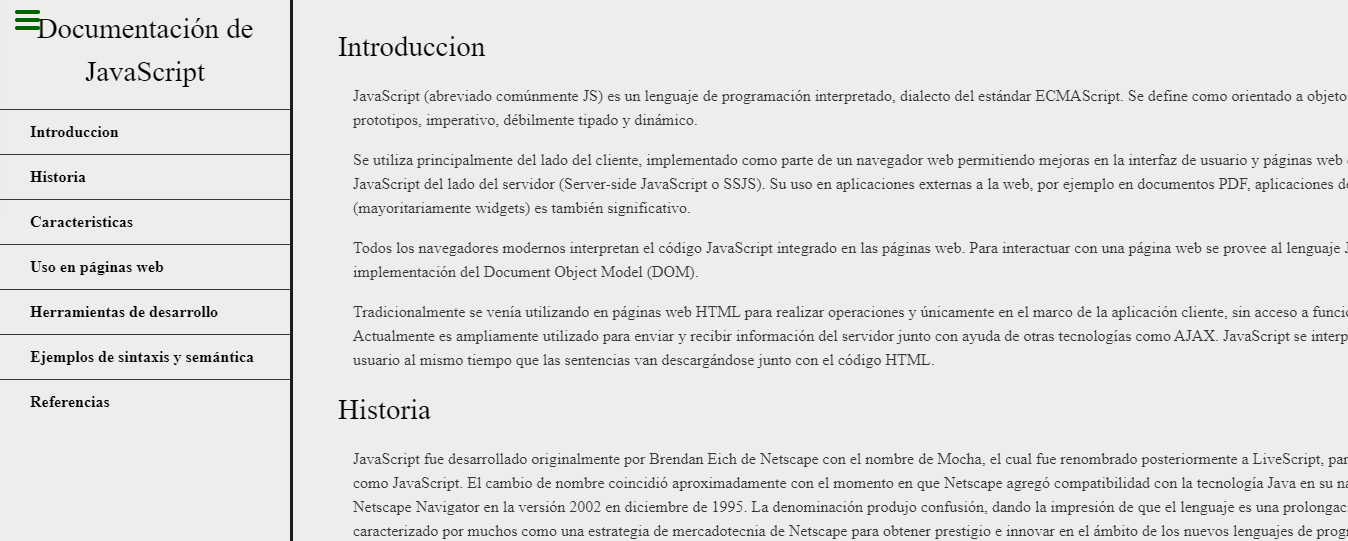 Documentación de
JavaScript
Introduccion
Historia
Caracteristicas
Uso en páginas web
Herramientas de desarrollo
Ejemplos de sintaxis y semántica
Referencias
Introduccion
JavaScript (abreviado comúnmente JS) es un lenguaje de programación interpretado, dialecto del estándar ECMAScript. Se define como orientado a
prototipos, imperativo, débilmente tipado y dinámico.
Se utiliza principalmente del lado del cliente, implementado como parte de un navegador web permitiendo mejoras en la interfaz de usuario y páginas web
JavaScript del lado del servidor (Server-side JavaScript o SSJS). Su uso en aplicaciones externas a la web, por ejemplo en documentos PDF, aplicaciones
(mayoritariamente widgets) es también significativo.
Todos los navegadores modernos interpretan el código JavaScript integrado en las páginas web. Para interactuar con una página web se provee al lenguaje
implementación del Document Object Model (DOM).
Tradicionalmente se venía utilizando en páginas web HTML para realizar operaciones y únicamente en el marco de la aplicación cliente, sin acceso a
Actualmente es ampliamente utilizado para enviar y recibir información del servidor junto con ayuda de otras tecnologías como AJAX. JavaScript se
usuario al mismo tiempo que las sentencias van descargándose junto con el código HTML.
Historia
JavaScript fue desarrollado originalmente por Brendan Eich de Netscape con el nombre de Mocha, el cual fue renombrado posteriormente a LiveScript,
como JavaScript. El cambio de nombre coincidió aproximadamente con el momento en que Netscape agregó compatibilidad con la tecnología Java en su
Netscape Navigator en la versión 2002 en diciembre de 1995. La denominación produjo confusión, dando la impresión de que el lenguaje es una
caracterizado por muchos como una estrategia de mercadotecnia de Netscape para obtener prestigio e innovar en el ámbito de los nuevos lenguajes de